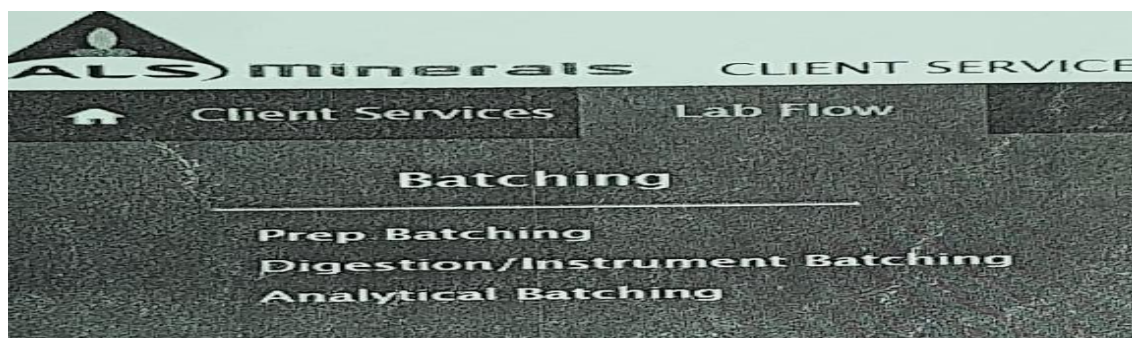 ALS Minerals CLIENT SERVICE
Client Services Lab Flow
Batching
Prep Batching
Digestion/Instrument Batching
Analytical Batching